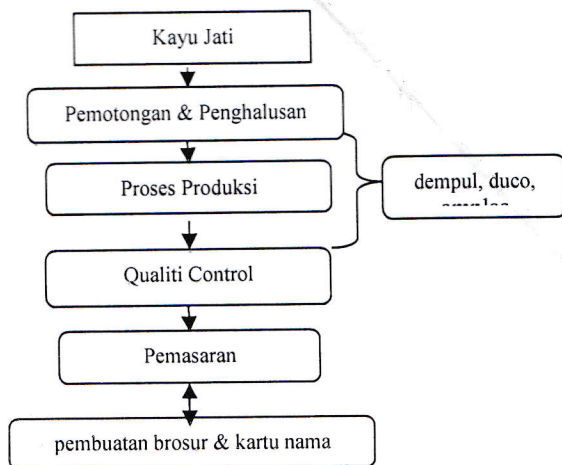 Kayu Jati
Pemotongan & Penghalusan
Proses Produksi
dempul, duco,
Qualiti Control
Pemasaran
pembuatan brosur & kartu nama